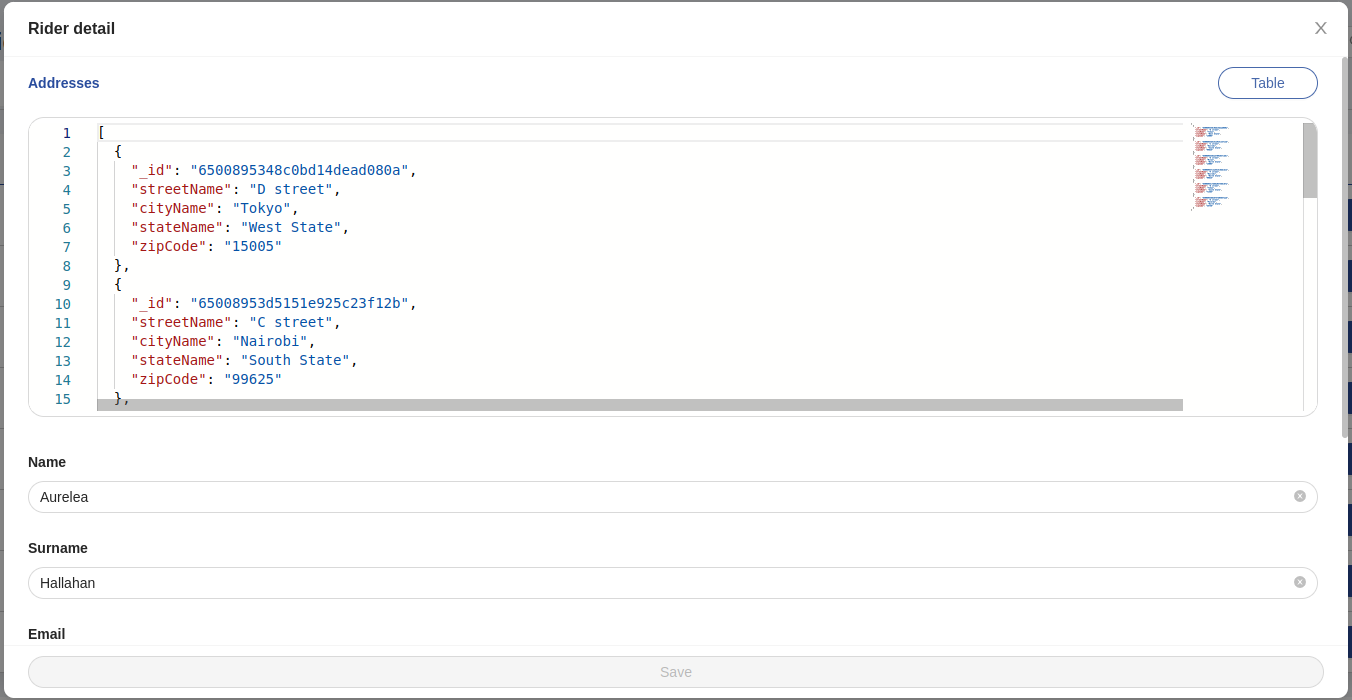 Rider detail
Addresses
Table
1 [
2 {
3 "_id": "6500895348c0bd14dead080a",
4 "streetName": "D street",
5 "cityName": "Tokyo",
6 "stateName": "West State",
7 "zipCode": "15005"
8 },
9 {
10 "_id": "65008953d5151e925c23f12b",
11 "streetName": "C street",
12 "cityName": "Nairobi",
13 "stateName": "South State",
14 "zipCode": "99625"
15 },
Name
Aurelea
Surname
Hallahan
Email
Save